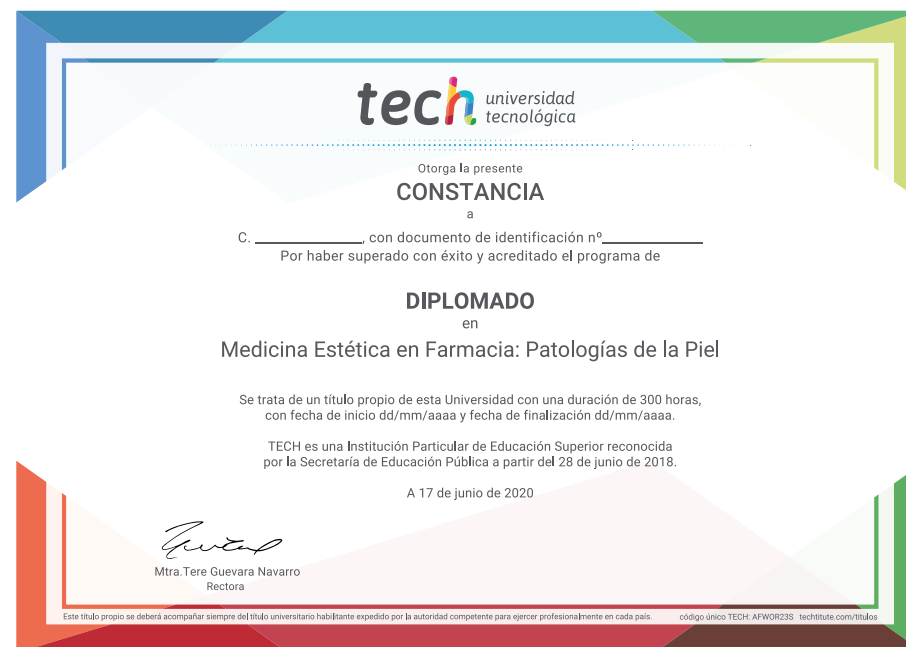 tech universidad
tecnológica
Otorga la presente
CONSTANCIA
a
C. ______________, con documento de identificación nº_____________
Por haber superado con éxito y acreditado el programa de
DIPLOMADO
en
Medicina Estética en Farmacia: Patologías de la Piel
Se trata de un título propio de esta Universidad con una duración de 300 horas,
con fecha de inicio dd/mm/aaaa y fecha de finalización dd/mm/aaaa.
TECH es una Institución Particular de Educación Superior reconocida
por la Secretaría de Educación Pública a partir del 28 de junio de 2018.
A 17 de junio de 2020
Mtra.Tere Guevara Navarro
Rectora
Este título propio se deberá acompañar siempre del título universitario habilitante expedido por la autoridad competente para ejercer profesionalmente en cada país. código único TECH: AFWOR23S techtitute.com/titulos